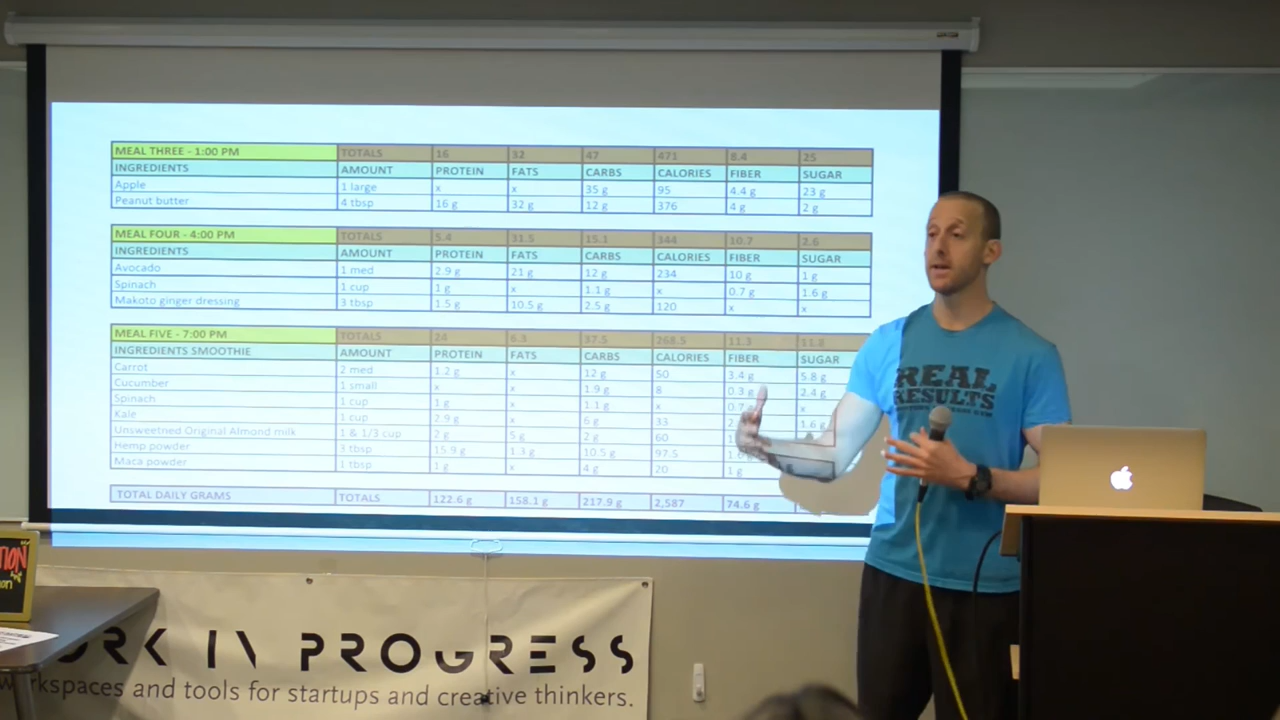 MEAL THREE - 1:00 PM TOTALS 16 32 47 471 8.4 25
INGREDIENTS AMOUNT PROTEIN FATS CARBS CALORIES FIBER SUGAR
Apple 1 large x x 35 g 95 4.4 g 23 g
Peanut butter 4 tbsp 16 g 32 g 12 g 376 4 g 2 g
MEAL FOUR - 4:00 PM TOTALS 5.4 31.5 15.1 344 10.7 2.6
INGREDIENTS AMOUNT PROTEIN FATS CARBS CALORIES FIBER SUGAR
Avocado 1 med 2.9 g 21 g 12 g 234 10 g 1 g
Spinach 1 cup 1 g x 1.1 g x 0.7 g 1.6 g
Makoto ginger dressing 3 tbsp 1.5 g 10.5 g 2.5 g 120 x x
MEAL FIVE - 7:00 PM TOTALS 24 6.3 37.5 268.5 11.3 11.8
INGREDIENTS SMOOTHIE AMOUNT PROTEIN FATS CARBS CALORIES FIBER SUGAR
Carrot 2 med 1.2 g x 12 g 50 3.4 g 5.8 g
Cucumber 1 small x x 1.9 g 8 0.3 g 2.4 g
Spinach 1 cup 1 g x 1.1 g x 0.7 x
Kale 1 cup 2.9 g x 6 g 33 1.6 g
Unsweetned Original Almond milk 1 & 1/3 cup 2 g 5 g 2 g 60
Hemp powder 3 tbsp 15.9 g 1.3 g 10.5 g 97.5
Maca powder 1 tbsp 1 g x 4 g 20 1 g
TOTAL DAILY GRAMS TOTALS 122.6 g 158.1 g 217.9 g 2,587 74.6 g
REAL
RESULTS
ORK IN PROGRESS
rkspaces and tools for startups and creative thinkers.